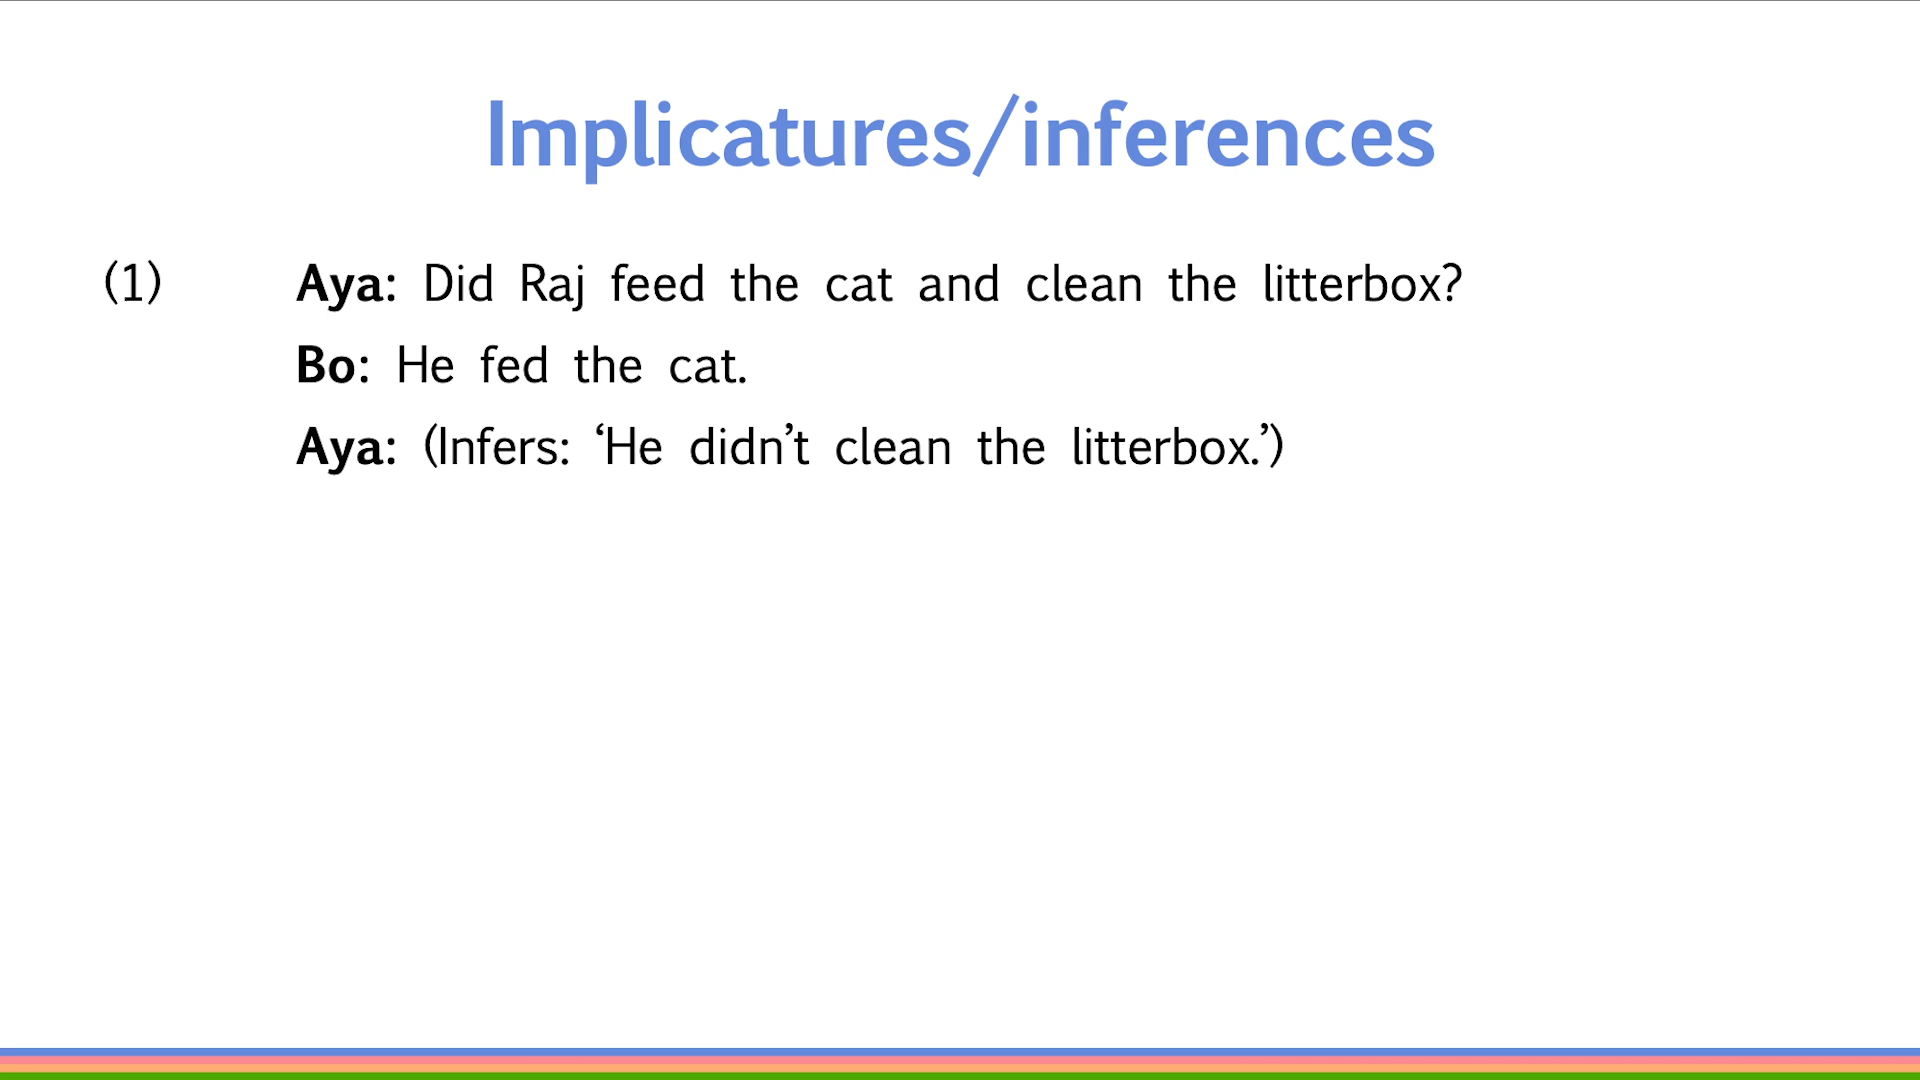 Implicatures/inferences
(1) Aya: Did Raj feed the cat and clean the litterbox?
Bo: He fed the cat.
Aya: (Infers: ‘He didn’t clean the litterbox.’)